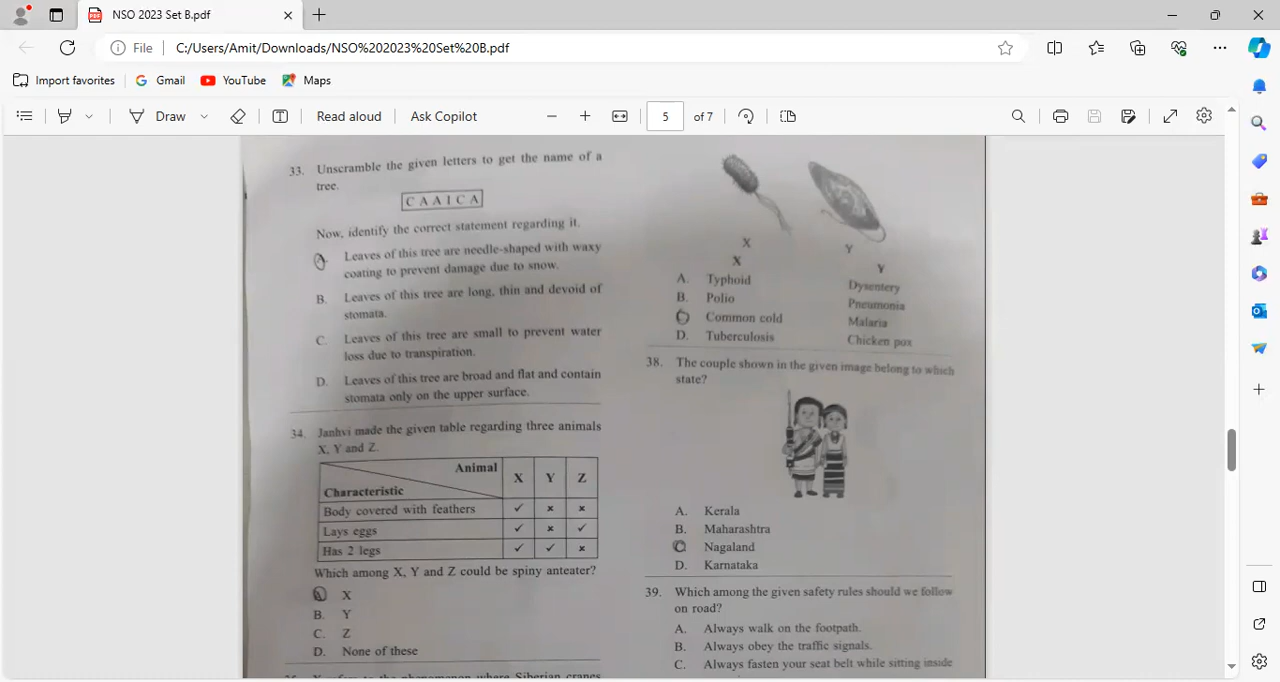 NSO 2023 Set B.pdf
File
C:/Users/Amit/Downloads/NSO%202023%20Set%20B.pdf
Import favorites
Gmail
YouTube
Maps
Draw
Read aloud
Ask Copilot
5
of 7
33. Unscramble the given letters to get the name of a
tree.
CAAICA
Now, identify the correct statement regarding it.
A. Leaves of this tree are needle-shaped with waxy
coating to prevent damage due to snow.
B. Leaves of this tree are long, thin and devoid of
stomata.
C. Leaves of this tree are small to prevent water
loss due to transpiration.
D. Leaves of this tree are broad and flat and contain
stomata only on the upper surface.
34. Janhvi made the given table regarding three animals
X, Y and Z.
Animal
Characteristic
X Y Z
Body covered with feathers ✓ × ×
Lays eggs ✓ × ✓
Has 2 legs ✓ ✓ ×
Which among X, Y and Z could be spiny anteater?
A. X
B. Y
C. Z
D. None of these
X Y
X Y
A. Typhoid Dysentery
B. Polio Pneumonia
C. Common cold Malaria
D. Tuberculosis Chicken pox
38. The couple shown in the given image belong to which
state?
A. Kerala
B. Maharashtra
C. Nagaland
D. Karnataka
39. Which among the given safety rules should we follow
on road?
A. Always walk on the footpath.
B. Always obey the traffic signals.
C. Always fasten your seat belt while sitting inside